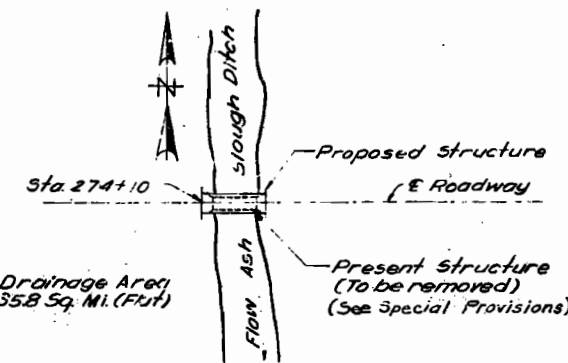 N
Slough Ditch
Proposed Structure
Sta. 274+10
℄ Roadway
Present Structure
(To be removed)
(See Special Provisions)
Drainage Area
Sq. Mi. (Flat)
Flow Ash